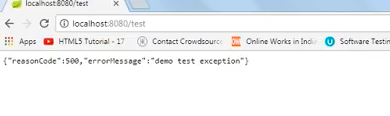 localhost:8080/test
localhost:8080/test
Apps HTML5 Tutorial - 17 Contact Crowdsource Online Works in India Software Testin
{"reasonCode":500,"errorMessage":"demo test exception"}